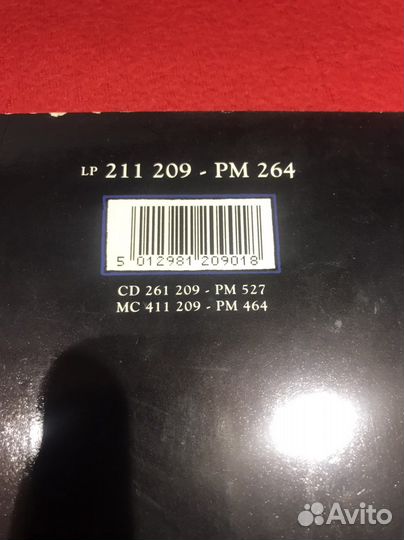 LP 211 209 - PM 264
5 012981 209018
CD 261 209 - PM 527
MC 411 209 - PM 464
Avito